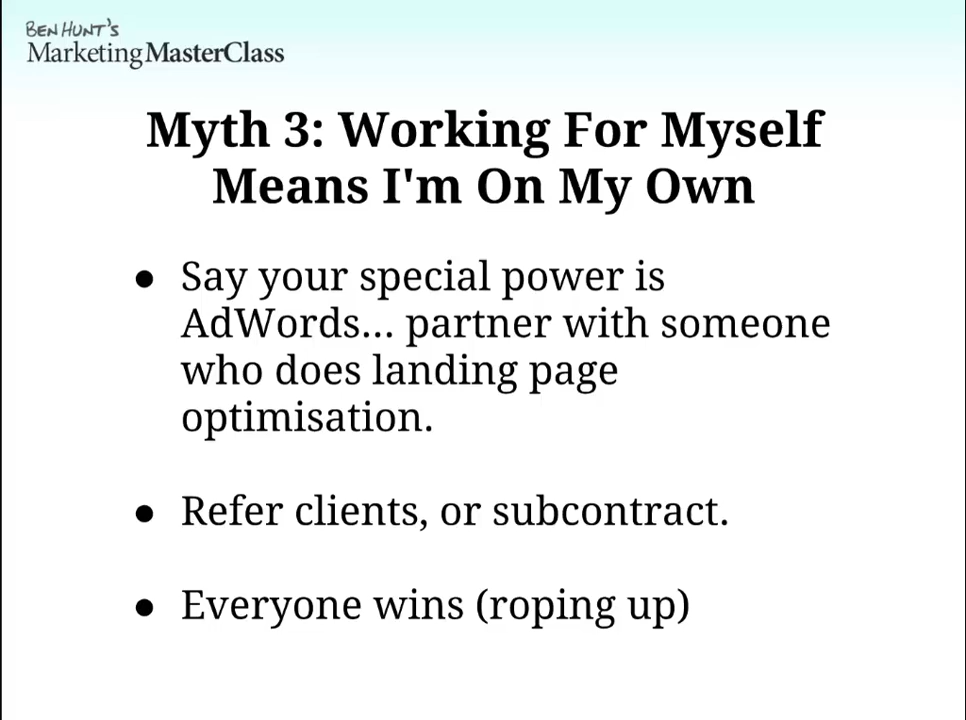 BEN HUNT'S
Marketing MasterClass
Myth 3: Working For Myself
Means I'm On My Own
● Say your special power is
AdWords... partner with someone
who does landing page
optimisation.
● Refer clients, or subcontract.
● Everyone wins (roping up)